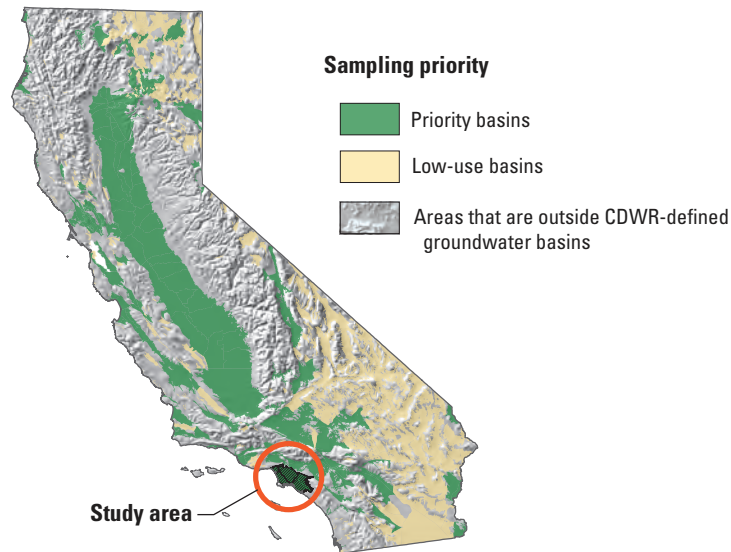 Sampling priority
Priority basins
Low-use basins
Areas that are outside CDWR-defined
groundwater basins
Study area